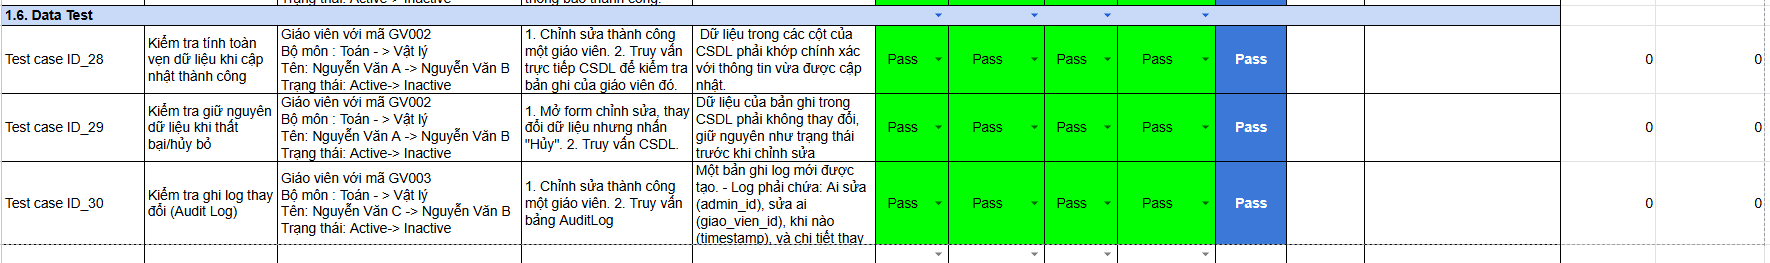 1.6. Data Test
Test case ID_28
Kiểm tra tính toàn
vẹn dữ liệu khi cập
nhật thành công
Giáo viên với mã GV002
Bộ môn : Toán - > Vật lý
Tên: Nguyễn Văn A -> Nguyễn Văn B
Trạng thái: Active-> Inactive
1. Chỉnh sửa thành công
một giáo viên. 2. Truy vấn
trực tiếp CSDL để kiểm tra
bản ghi của giáo viên đó.
Dữ liệu trong các cột của
CSDL phải khớp chính xác
với thông tin vừa được cập
nhật.
Pass
Pass
Pass
Pass
Pass
0
0
Test case ID_29
Kiểm tra giữ nguyên
dữ liệu khi thất
bại/hủy bỏ
Giáo viên với mã GV002
Bộ môn : Toán - > Vật lý
Tên: Nguyễn Văn A -> Nguyễn Văn B
Trạng thái: Active-> Inactive
1. Mở form chỉnh sửa, thay
đổi dữ liệu nhưng nhấn
"Hủy". 2. Truy vấn CSDL.
Dữ liệu của bản ghi trong
CSDL phải không thay đổi,
giữ nguyên như trạng thái
trước khi chỉnh sửa
Pass
Pass
Pass
Pass
Pass
0
0
Test case ID_30
Kiểm tra ghi log thay
đổi (Audit Log)
Giáo viên với mã GV003
Bộ môn : Toán - > Vật lý
Tên: Nguyễn Văn C -> Nguyễn Văn B
Trạng thái: Active-> Inactive
1. Chỉnh sửa thành công
một giáo viên. 2. Truy vấn
bảng AuditLog
Một bản ghi log mới được
tạo. - Log phải chứa: Ai sửa
(admin_id), sửa ai
(giao_vien_id), khi nào
(timestamp), và chi tiết thay
Pass
Pass
Pass
Pass
Pass
0
0